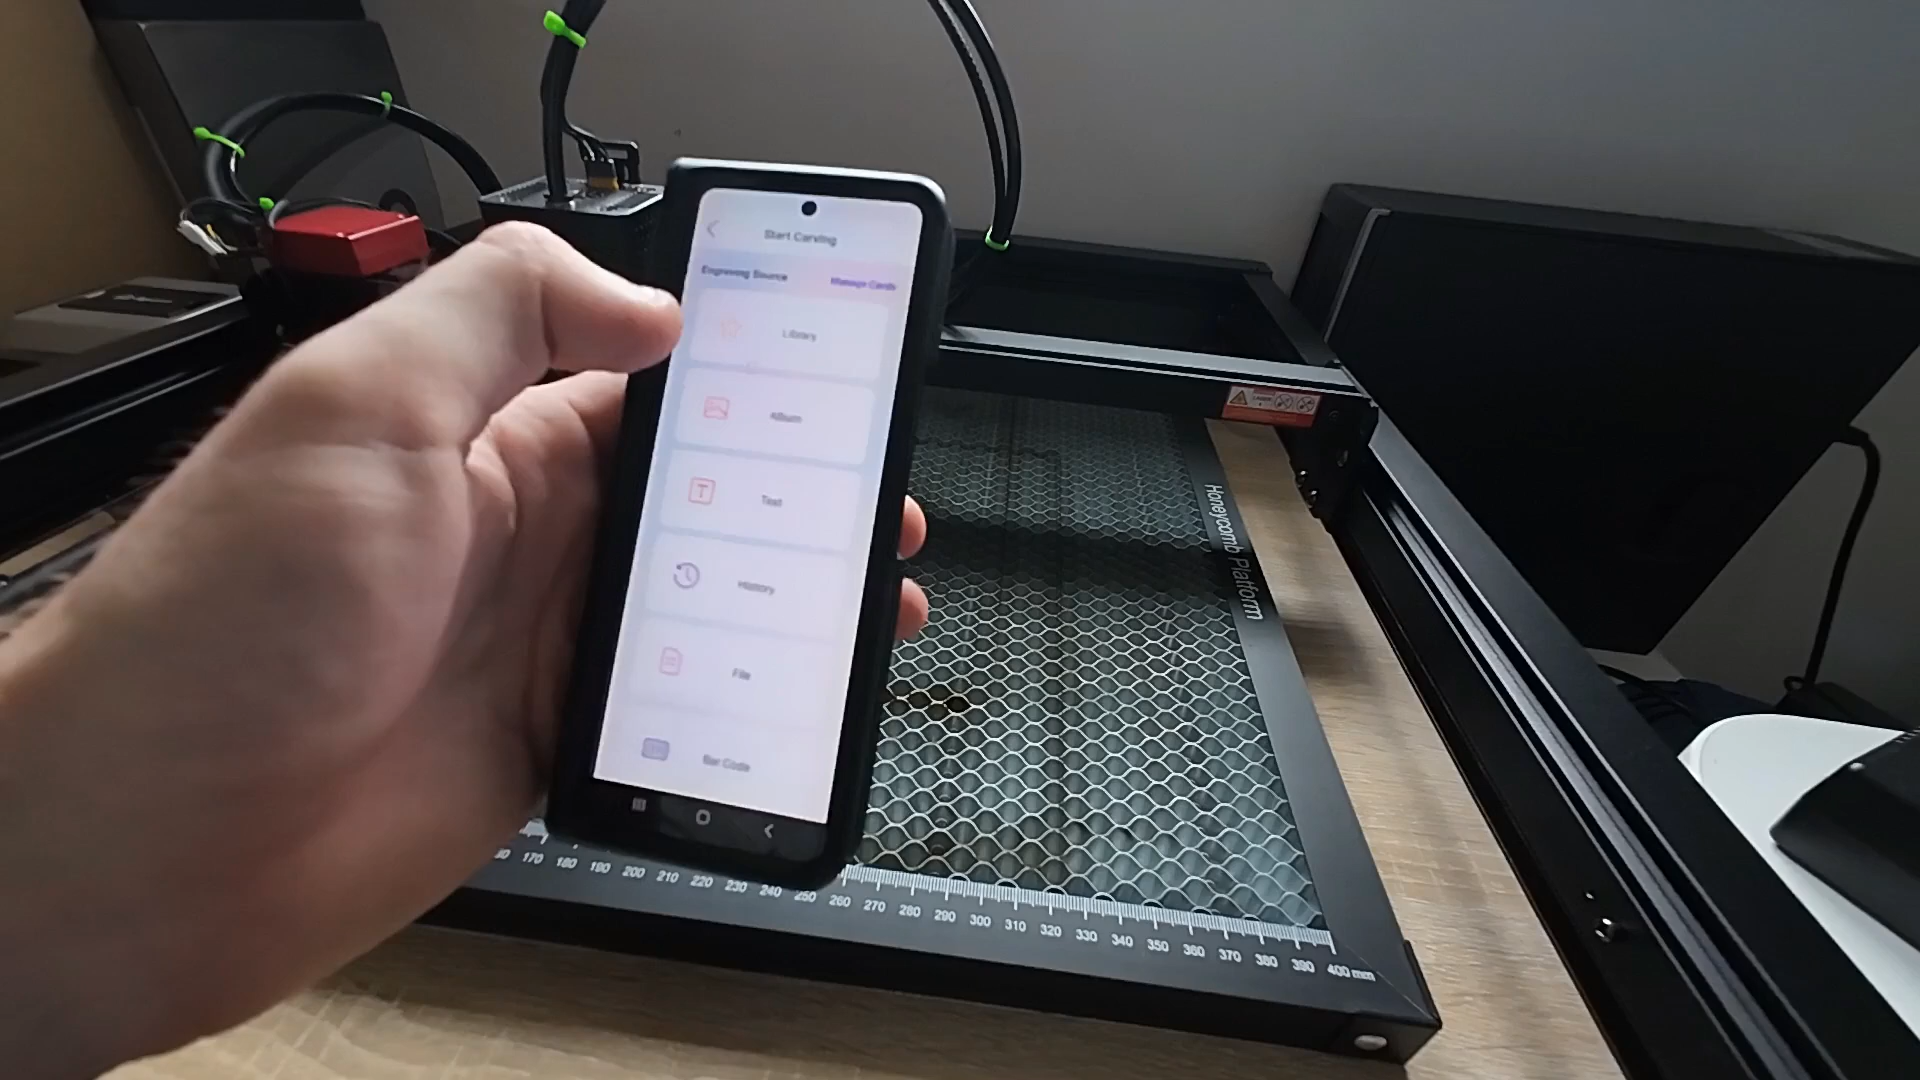 Start Carving
Engraving Source
Manage Cards
Library
Album
Text
History
File
Bar Code
LASER
Honeycomb Platform
170 180 190 200 210 220 230 240 250 260 270 280 290 300 310 320 330 340 350 360 370 380 390 400 mm